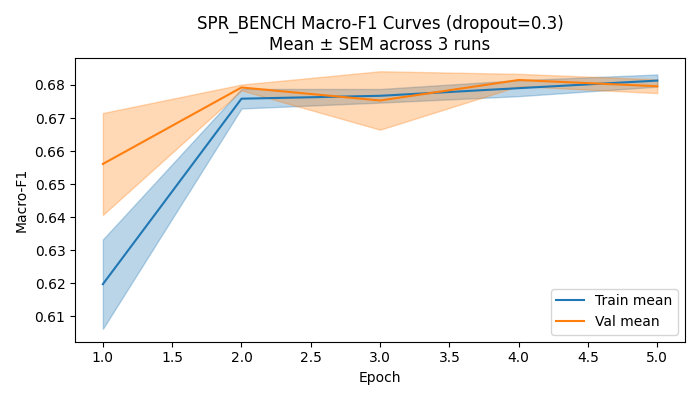 SPR_BENCH Macro-F1 Curves (dropout=0.3)
Mean ± SEM across 3 runs
0.68
0.67
0.66
0.65
0.64
0.63
0.62
0.61
Macro-F1
Train mean
Val mean
1.0 1.5 2.0 2.5 3.0 3.5 4.0 4.5 5.0
Epoch